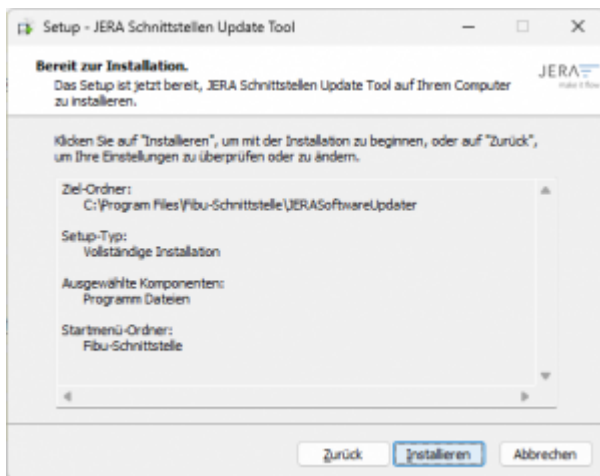 Setup - JERA Schnittstellen Update Tool
Bereit zur Installation.
Das Setup ist jetzt bereit, JERA Schnittstellen Update Tool auf Ihrem Computer
zu installieren.
JERA
make it flow
Klicken Sie auf "Installieren", um mit der Installation zu beginnen, oder auf "Zurück",
um Ihre Einstellungen zu überprüfen oder zu ändern.
Ziel-Ordner:
C:\Program Files\Fibu-Schnittstelle\JERASoftwareUpdater
Setup-Typ:
Vollständige Installation
Ausgewählte Komponenten:
Programm Dateien
Startmenü-Ordner:
Fibu-Schnittstelle
Zurück
Installieren
Abbrechen